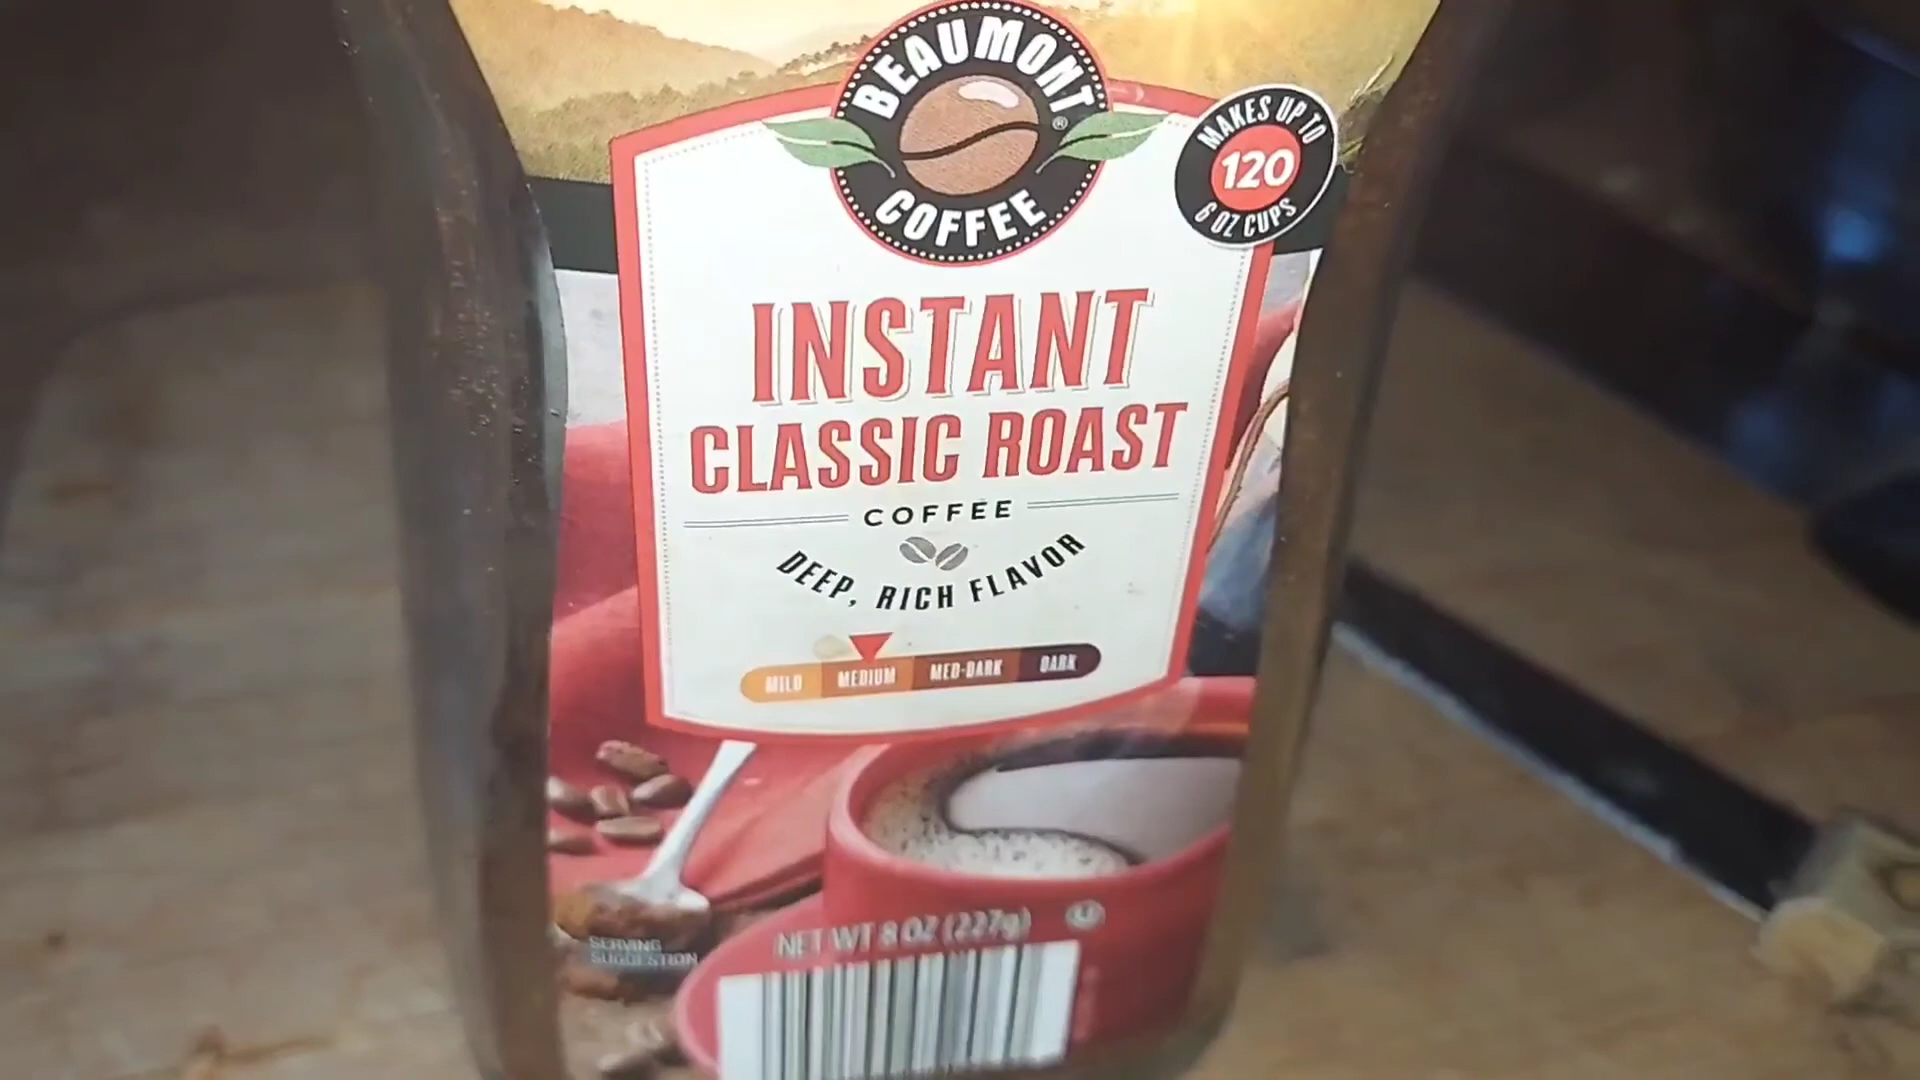 BEAUMONT
®
COFFEE
MAKES UP TO
120
6 OZ CUPS
INSTANT
CLASSIC ROAST
COFFEE
DEEP, RICH FLAVOR
MILD MEDIUM MED-DARK DARK
NET WT 8 OZ (227g)
SERVING
SUGGESTION